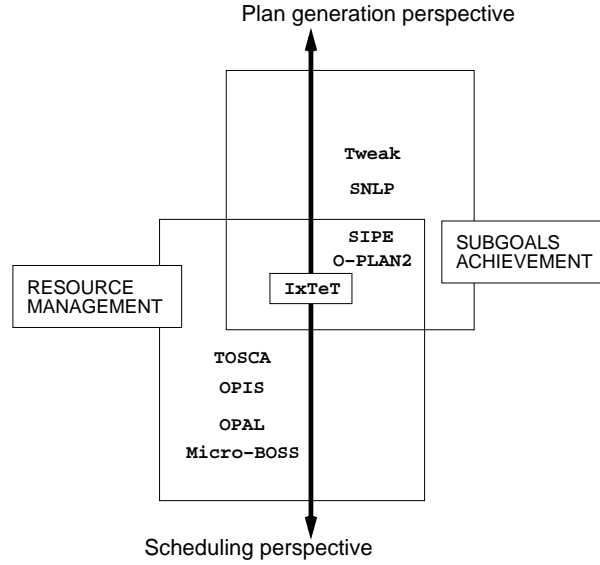 Plan generation perspective
Tweak
SNLP
SIPE
O-PLAN2
SUBGOALS
ACHIEVEMENT
RESOURCE
MANAGEMENT
IxTeT
TOSCA
OPIS
OPAL
Micro-BOSS
Scheduling perspective